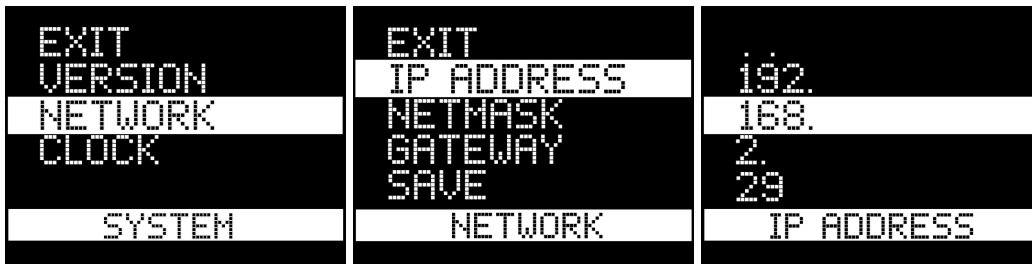 EXIT
VERSION
NETWORK
CLOCK
SYSTEM
EXIT
IP ADDRESS
NETMASK
GATEWAY
SAVE
NETWORK
. .
192.
168.
2.
29
IP ADDRESS